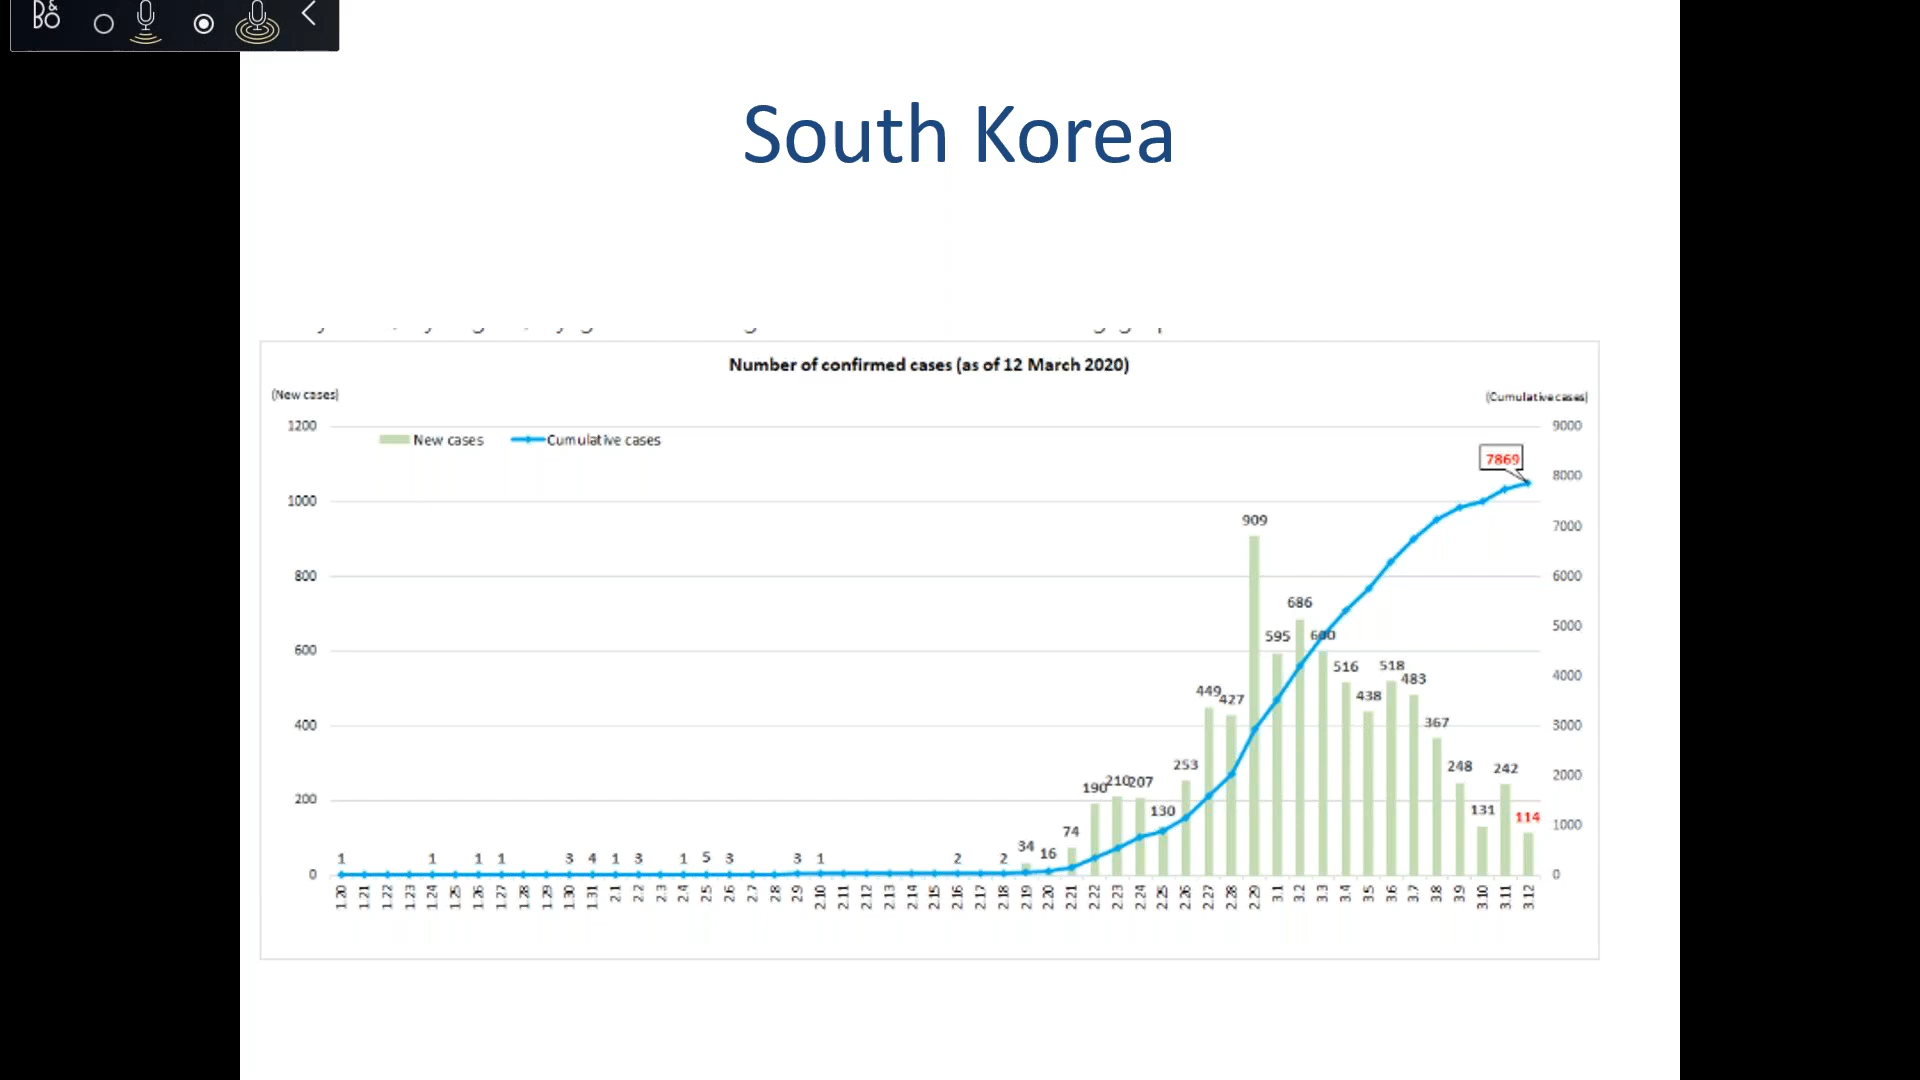 B&O
South Korea
Number of confirmed cases (as of 12 March 2020)
(New cases)
(Cumulative cases)
New cases
Cumulative cases
1200
1000
800
600
400
200
0
9000
8000
7000
6000
5000
4000
3000
2000
1000
0
7869
1 1 1 1 3 4 1 3 1 5 3 3 1 2 2 34 16 74 190 210 207 130 253 449 427 909 595 686 600 516 438 518 483 367 248 131 242 114
1.20 1.21 1.22 1.23 1.24 1.25 1.26 1.27 1.28 1.29 1.30 1.31 2.1 2.2 2.3 2.4 2.5 2.6 2.7 2.8 2.9 2.10 2.11 2.12 2.13 2.14 2.15 2.16 2.17 2.18 2.19 2.20 2.21 2.22 2.23 2.24 2.25 2.26 2.27 2.28 2.29 3.1 3.2 3.3 3.4 3.5 3.6 3.7 3.8 3.9 3.10 3.11 3.12